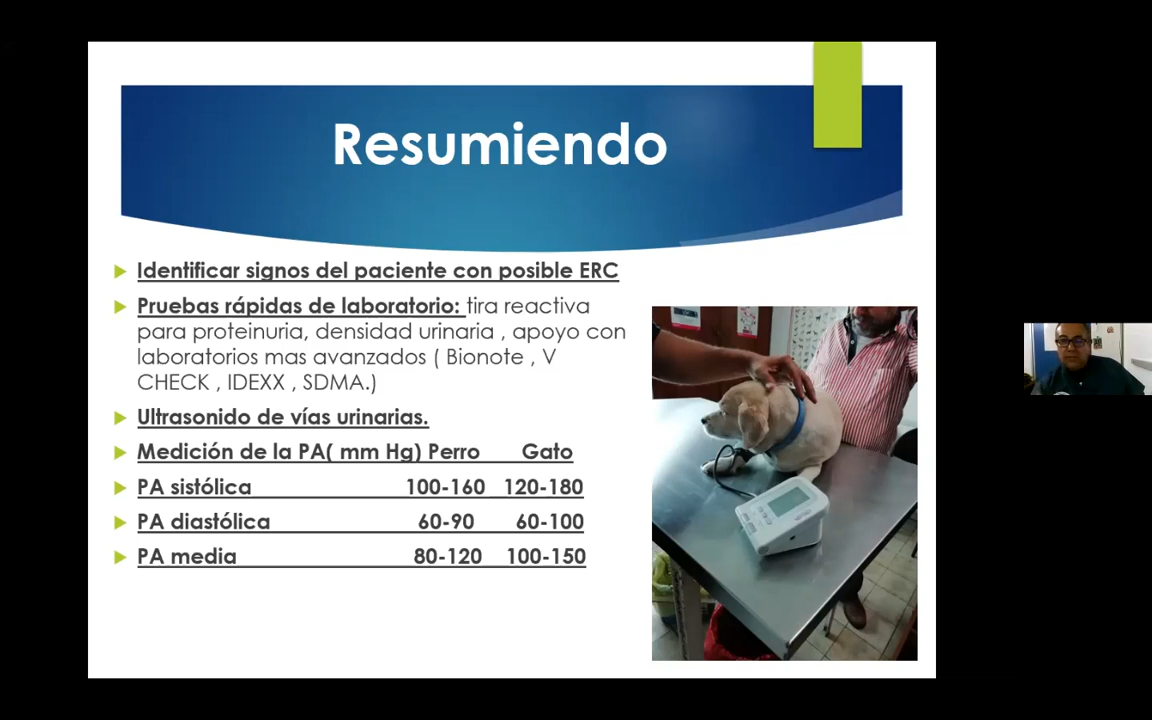 Resumiendo
Identificar signos del paciente con posible ERC
Pruebas rápidas de laboratorio: tira reactiva
para proteinuria, densidad urinaria , apoyo con
laboratorios mas avanzados ( Bionote , V
CHECK , IDEXX , SDMA.)
Ultrasonido de vías urinarias.
Medición de la PA( mm Hg) Perro Gato
PA sistólica 100-160 120-180
PA diastólica 60-90 60-100
PA media 80-120 100-150